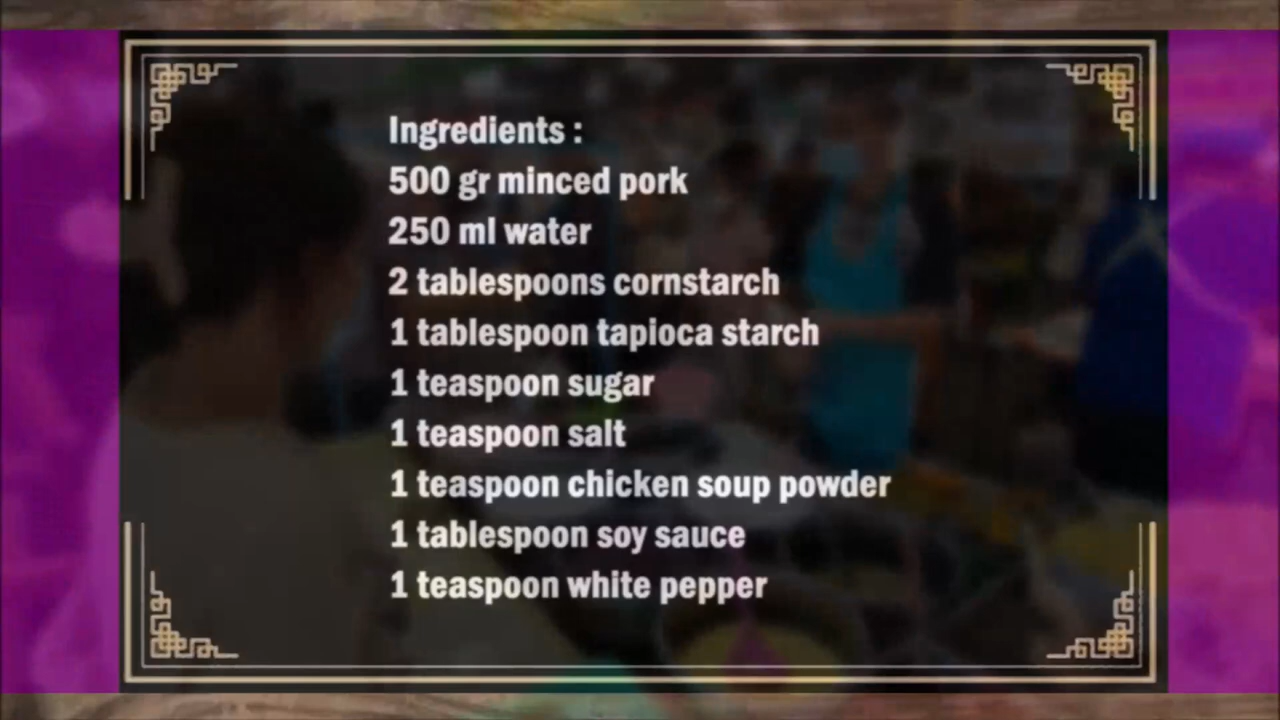 Ingredients :
500 gr minced pork
250 ml water
2 tablespoons cornstarch
1 tablespoon tapioca starch
1 teaspoon sugar
1 teaspoon salt
1 teaspoon chicken soup powder
1 tablespoon soy sauce
1 teaspoon white pepper